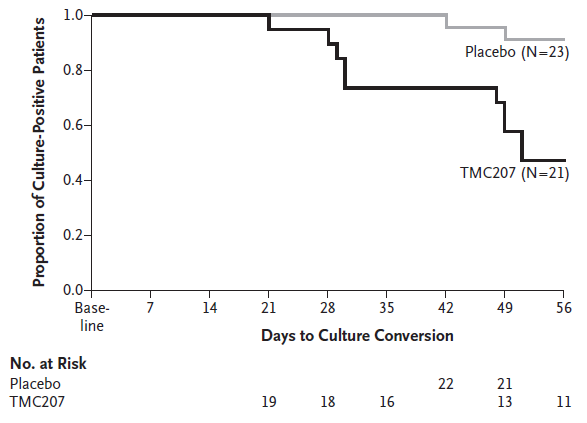 Proportion of Culture-Positive Patients
1.0
0.8
0.6
0.4
0.2
0.0
Placebo (N=23)
TMC207 (N=21)
Base-
line
7 14 21 28 35 42 49 56
Days to Culture Conversion
No. at Risk
Placebo 22 21
TMC207 19 18 16 13 11